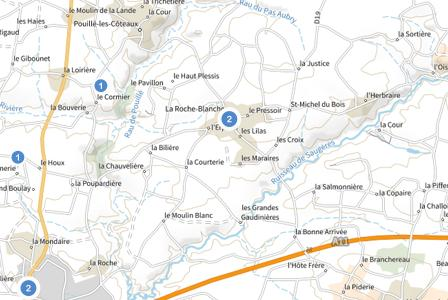 le Moulin de la Lande
la Trichetière
la Cour
Rau du Pas Aubry
D19
les Haies
Pouillé-les-Côteaux
la Sortière
le Gibounet
la Loirière
la Justice
1
le Haut Plessis
le Pavillon
l'Herbraire
le Cormier
St-Michel du Bois
la Bouverie
La Roche-Blanche
le Pressoir
Rivière
Rau de Pouillé
2
les Lilas
la Cour
les Croix
la Bilière
1
les Maraires
le Houx
la Chauvelière
la Courterie
Ruisseau de Saugères
la Poupardière
la Salmonnière
la Copaire
les Grandes
Gaudinières
le Moulin Blanc
la Bonne Arrivée
A11
la Mondaire
la Roche
l'Hôte Frère
le Branchereau
2
la Piderie